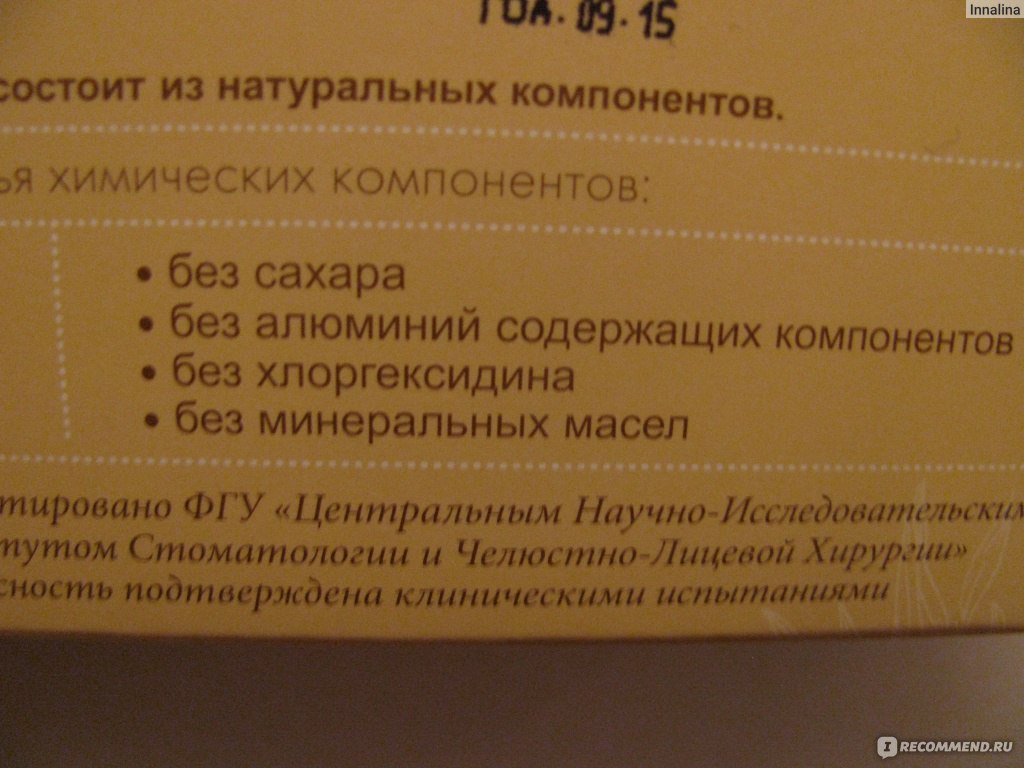 Innalina
ГОД. 09.15
состоит из натуральных компонентов.
ья химических компонентов:
• без сахара
• без алюминий содержащих компонентов
• без хлоргексидина
• без минеральных масел
тировано ФГУ «Центральным Научно-Исследовательским
тутом Стоматологии и Челюстно-Лицевой Хирургии»
сность подтверждена клиническими испытаниями
IRECOMMEND.RU